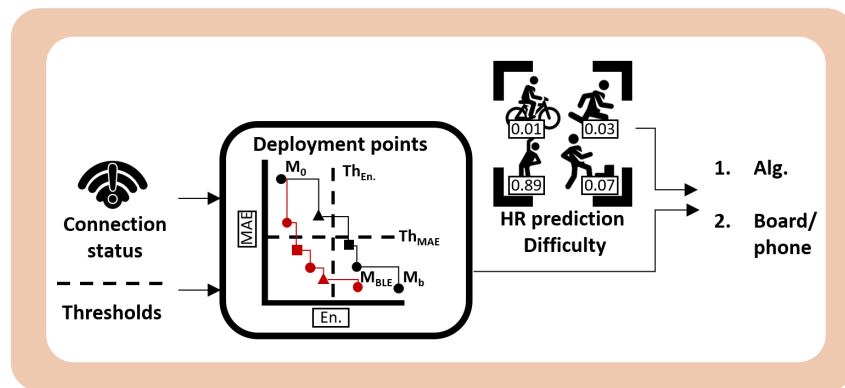 Connection
status
Thresholds
Deployment points
M0
ThEn.
MAE
ThMAE
MBLE
Mb
En.
0.01
0.03
0.89
0.07
HR prediction
Difficulty
1. Alg.
2. Board/
phone